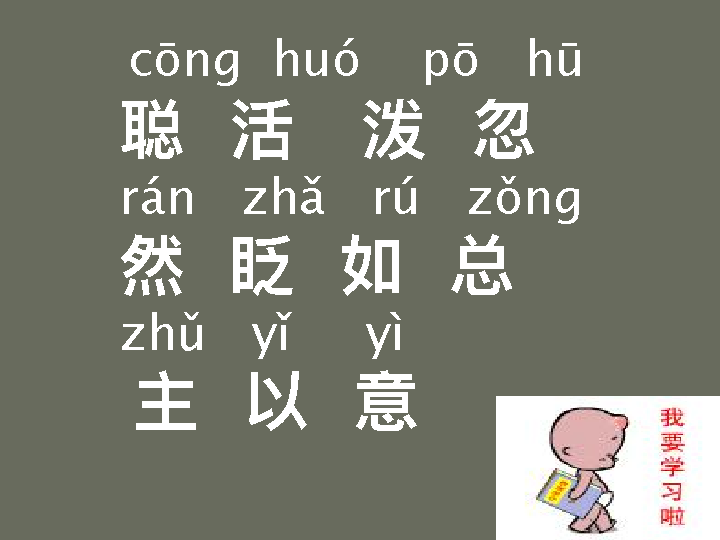 cōng huó pō hū
聪 活 泼 忽
rán zhǎ rú zǒng
然 眨 如 总
zhǔ yǐ yì
主 以 意
我
要
学
习
啦